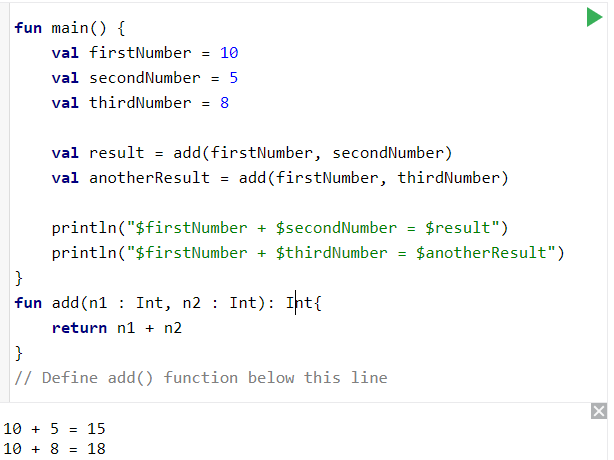 fun main() {
    val firstNumber = 10
    val secondNumber = 5
    val thirdNumber = 8

    val result = add(firstNumber, secondNumber)
    val anotherResult = add(firstNumber, thirdNumber)

    println("$firstNumber + $secondNumber = $result")
    println("$firstNumber + $thirdNumber = $anotherResult")
}
fun add(n1 : Int, n2 : Int): Int{
    return n1 + n2
}
// Define add() function below this line
10 + 5 = 15
10 + 8 = 18